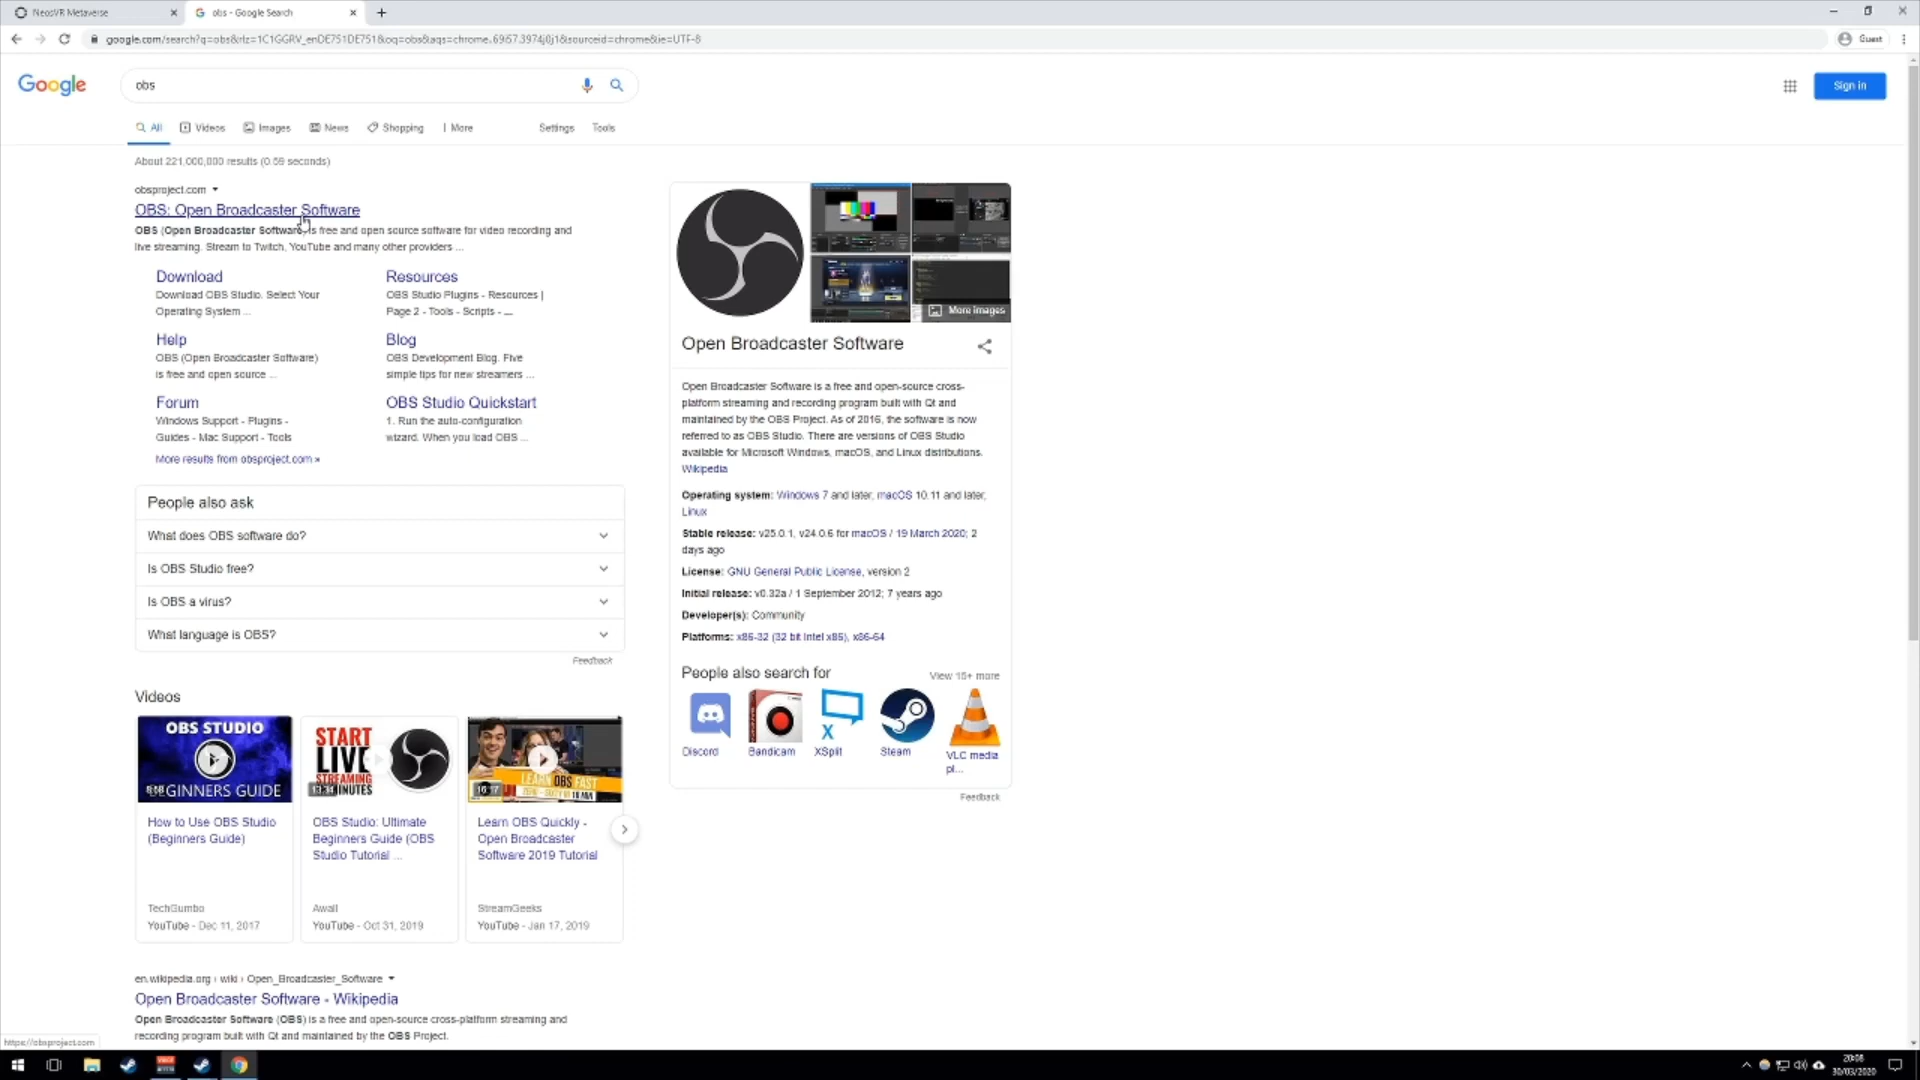 NeosVR Metaverse
obs - Google Search
google.com/search?q=obs&rlz=1C1GGRV_enDE751DE751&oq=obs&aqs=chrome..69i57.3974j0j1&sourceid=chrome&ie=UTF-8
Guest
Google
obs
Sign in
All
Videos
Images
News
Shopping
More
Settings
Tools
About 221,000,000 results (0.59 seconds)
obsproject.com
OBS: Open Broadcaster Software
OBS (Open Broadcaster Software) is free and open source software for video recording and
live streaming. Stream to Twitch, YouTube and many other providers ...
Download
Download OBS Studio. Select Your
Operating System ...
Resources
OBS Studio Plugins - Resources |
Page 2 - Tools - Scripts - ...
Help
OBS (Open Broadcaster Software)
is free and open source ...
Blog
OBS Development Blog. Five
simple tips for new streamers ...
Forum
Windows Support - Plugins -
Guides - Mac Support - Tools
OBS Studio Quickstart
1. Run the auto-configuration
wizard. When you load OBS ...
More results from obsproject.com »
People also ask
What does OBS software do?
Is OBS Studio free?
Is OBS a virus?
What language is OBS?
Feedback
Videos
OBS STUDIO
BEGINNERS GUIDE
8:58
How to Use OBS Studio
(Beginners Guide)
TechGumbo
YouTube - Dec 11, 2017
START
LIVE
STREAMING
MINUTES
OBS Studio: Ultimate
Beginners Guide (OBS
Studio Tutorial ...
Awall
YouTube - Oct 31, 2019
LEARN OBS FAST
16:17
Learn OBS Quickly -
Open Broadcaster
Software 2019 Tutorial
StreamGeeks
YouTube - Jan 17, 2019
en.wikipedia.org › wiki › Open_Broadcaster_Software
Open Broadcaster Software - Wikipedia
Open Broadcaster Software (OBS) is a free and open-source cross-platform streaming and
recording program built with Qt and maintained by the OBS Project.
More images
Open Broadcaster Software
Open Broadcaster Software is a free and open-source cross-
platform streaming and recording program built with Qt and
maintained by the OBS Project. As of 2016, the software is now
referred to as OBS Studio. There are versions of OBS Studio
available for Microsoft Windows, macOS, and Linux distributions.
Wikipedia
Operating system: Windows 7 and later, macOS 10.11 and later,
Linux
Stable release: v25.0.1, v24.0.6 for macOS / 19 March 2020; 2
days ago
License: GNU General Public License, version 2
Initial release: v0.32a / 1 September 2012; 7 years ago
Developer(s): Community
Platforms: x86-32 (32 bit Intel x86), x86-64
People also search for
View 15+ more
Discord
Bandicam
XSplit
Steam
VLC media
pl...
Feedback
https://obsproject.com
20:08
30/03/2020